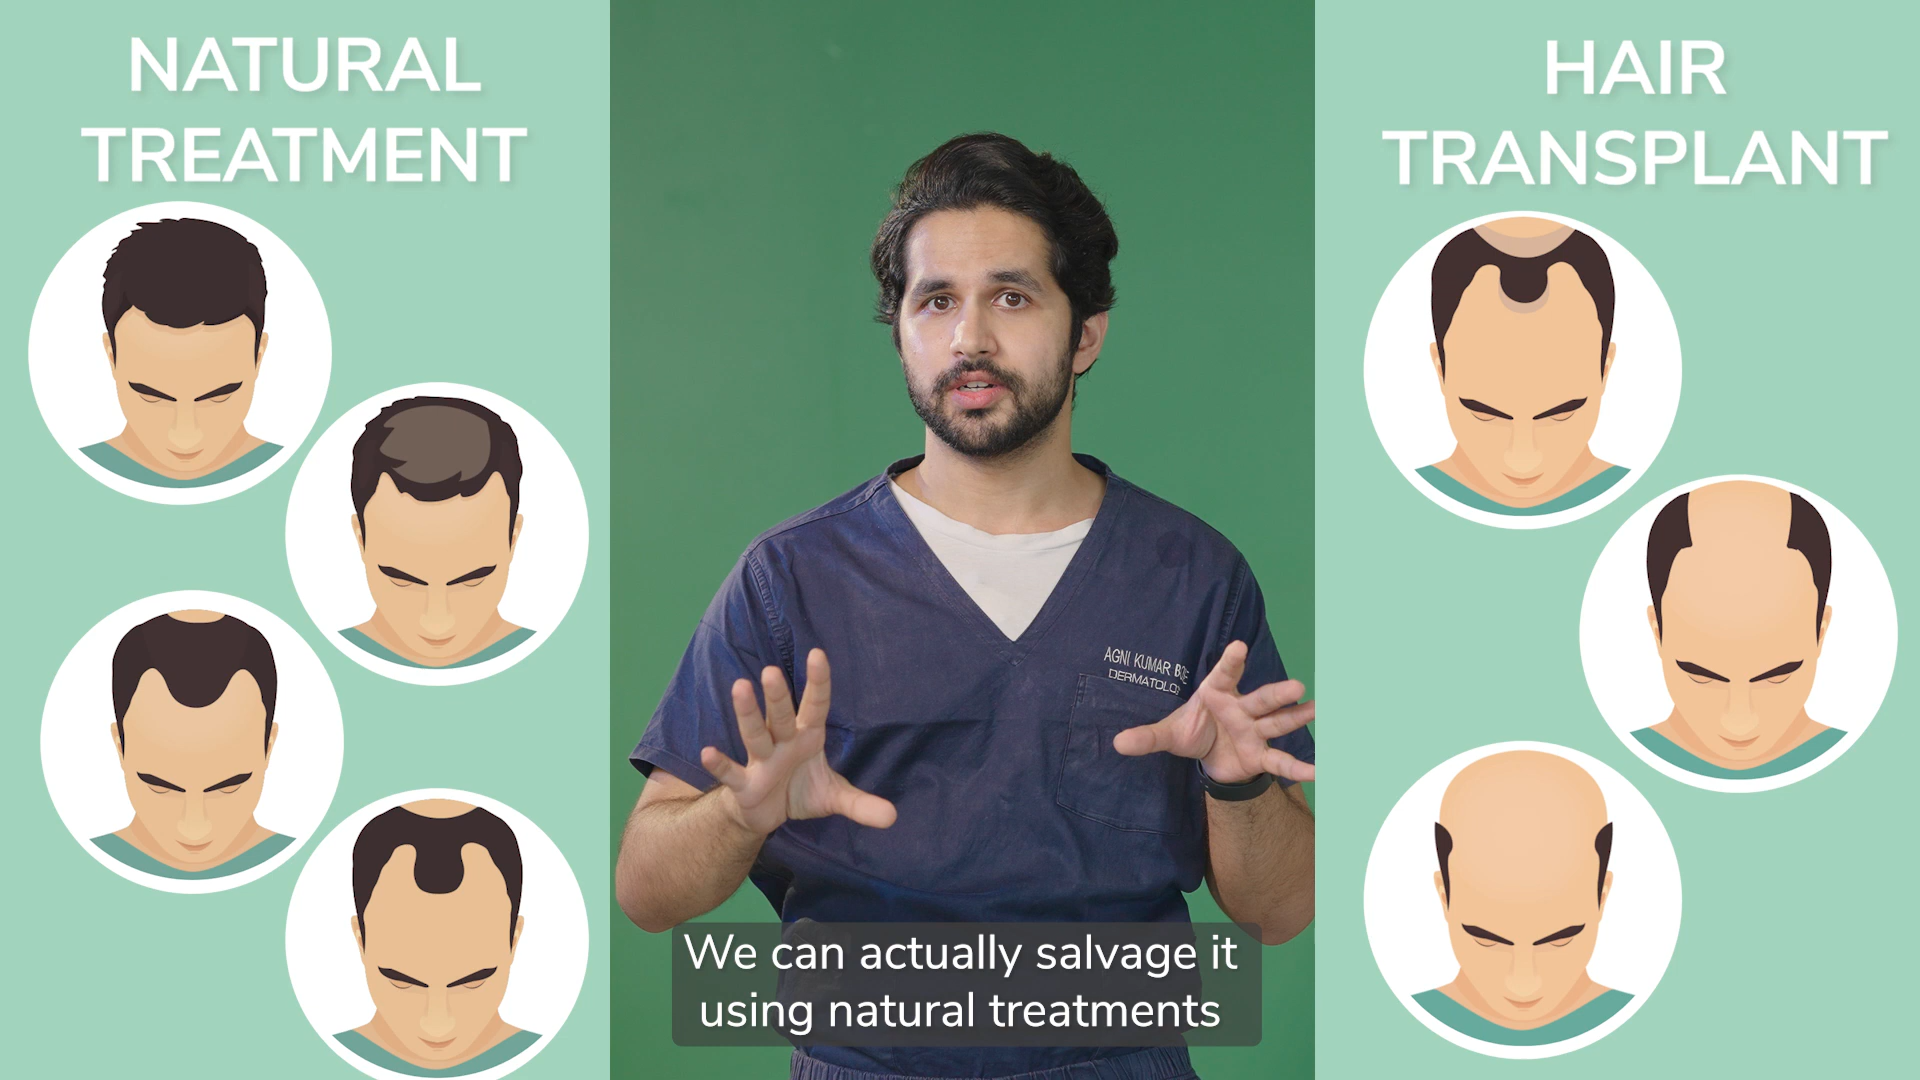 NATURAL
TREATMENT
HAIR
TRANSPLANT
AGNI KUMAR
We can actually salvage it
using natural treatments